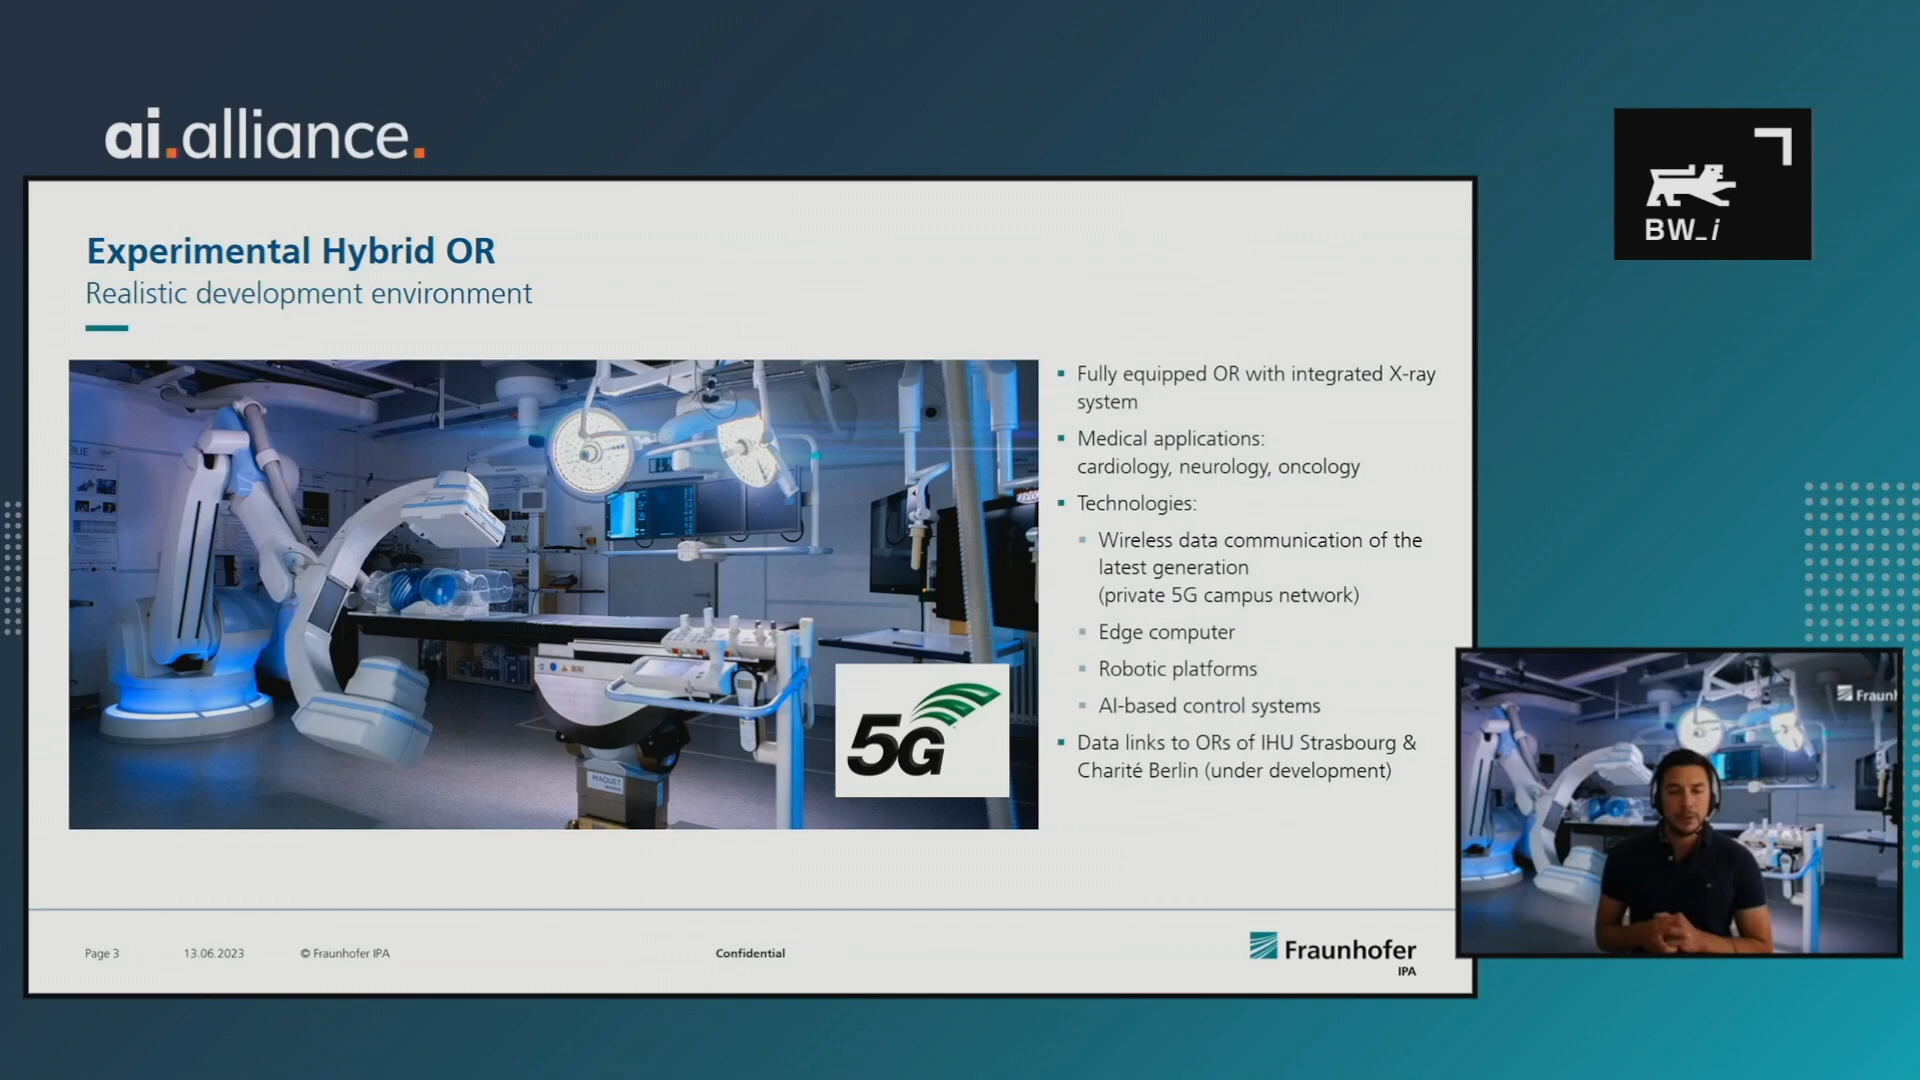 ai.alliance.
BW_i
Experimental Hybrid OR
Realistic development environment
Fully equipped OR with integrated X-ray
system
Medical applications:
cardiology, neurology, oncology
Technologies:
Wireless data communication of the
latest generation
(private 5G campus network)
Edge computer
Robotic platforms
AI-based control systems
Data links to ORs of IHU Strasbourg &
Charité Berlin (under development)
MAQUET
5G
Fraunh
Page 3
13.06.2023
© Fraunhofer IPA
Confidential
Fraunhofer
IPA